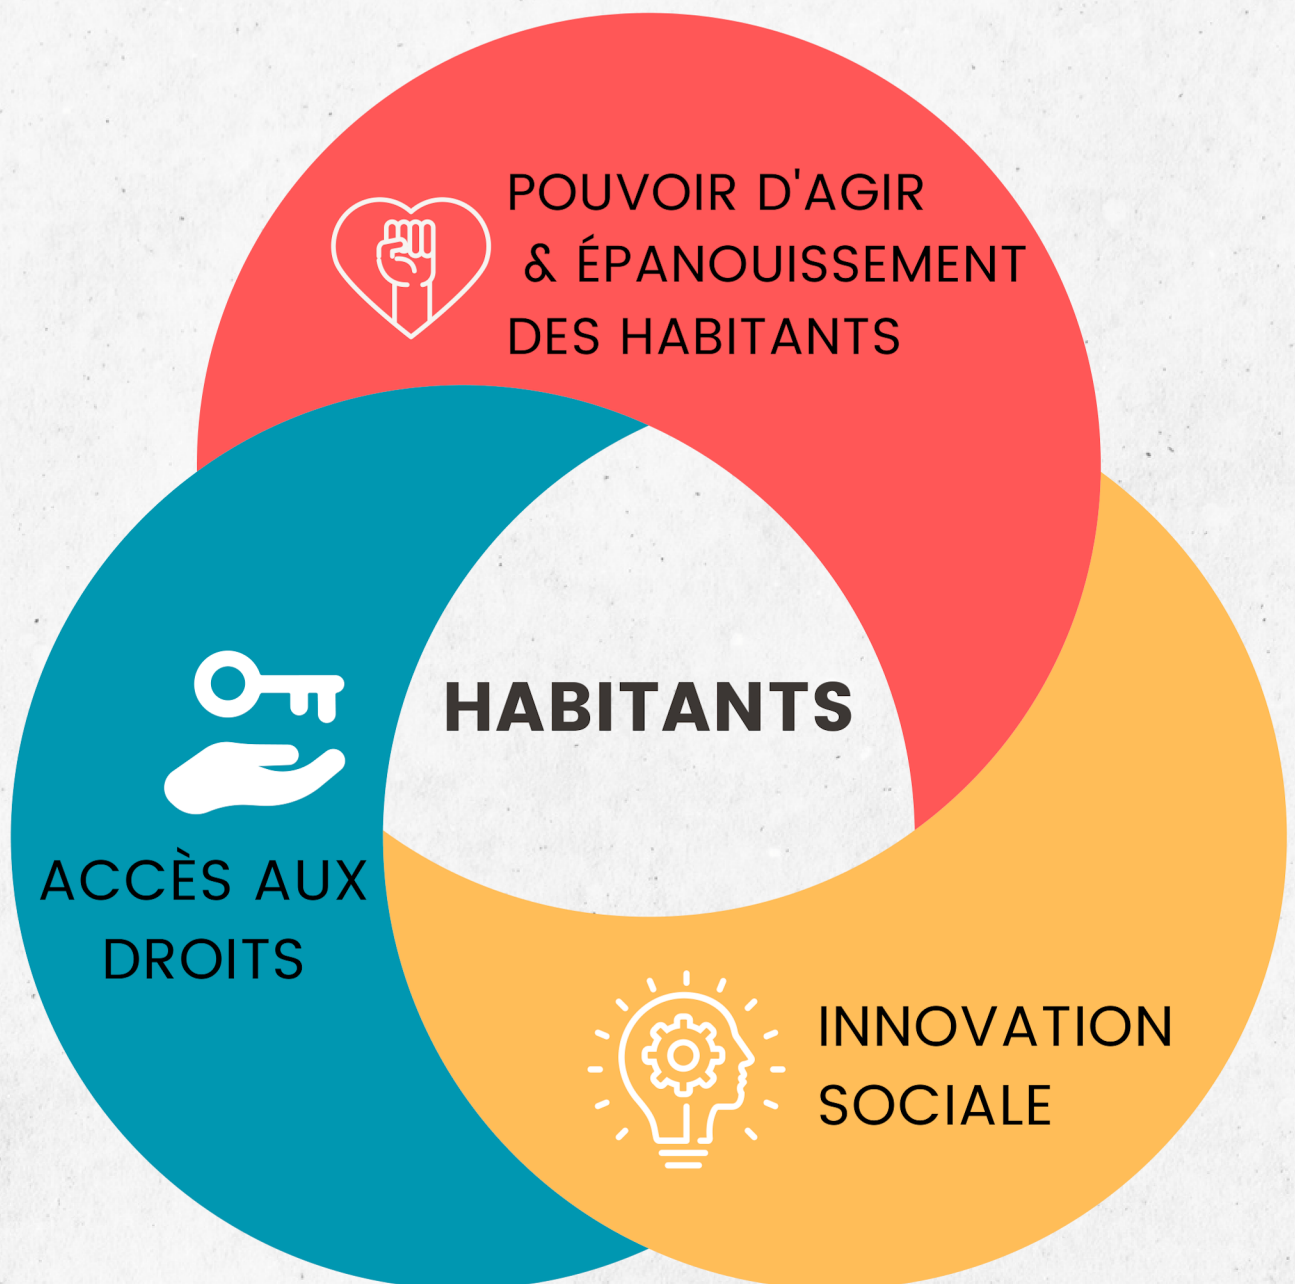 POUVOIR D'AGIR
& ÉPANOUISSEMENT
DES HABITANTS
HABITANTS
ACCÈS AUX
DROITS
INNOVATION
SOCIALE